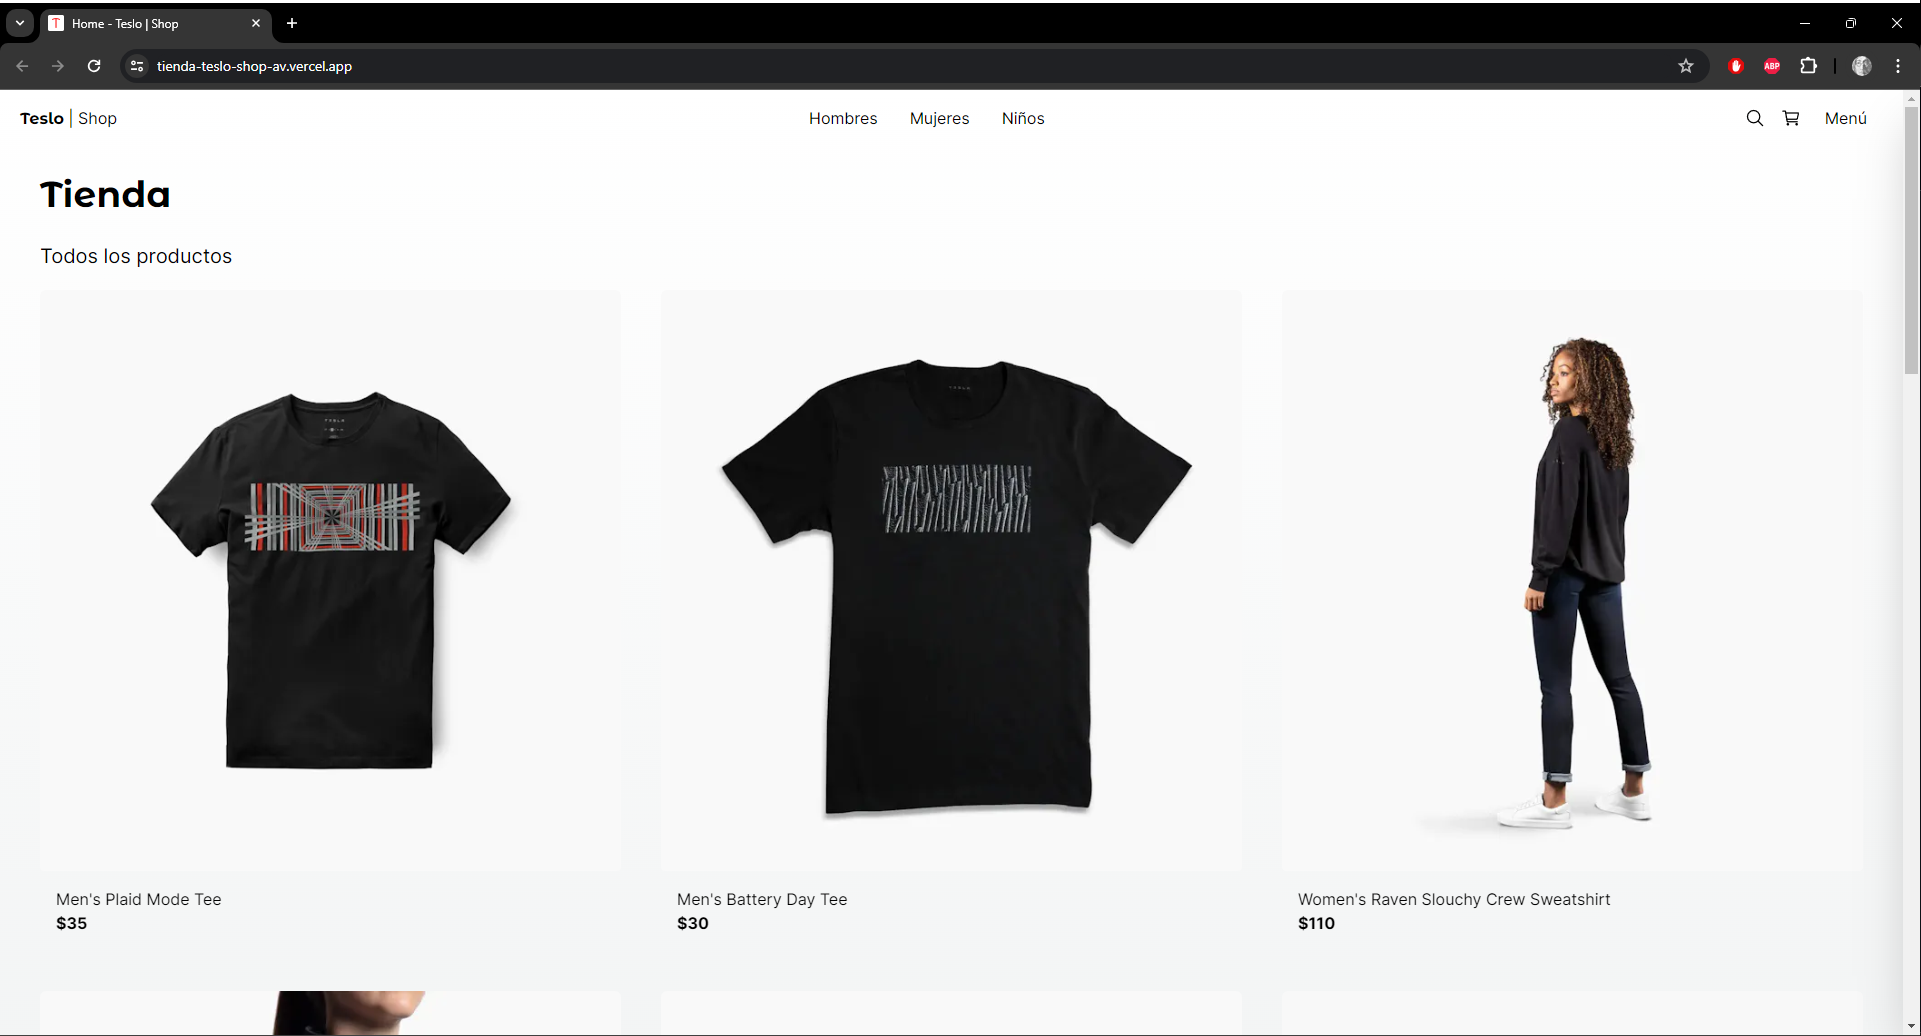 Home - Teslo | Shop
tienda-teslo-shop-av.vercel.app
ABP
Teslo | Shop
Hombres Mujeres Niños
Menú
Tienda
Todos los productos
Men's Plaid Mode Tee
$35
Men's Battery Day Tee
$30
Women's Raven Slouchy Crew Sweatshirt
$110